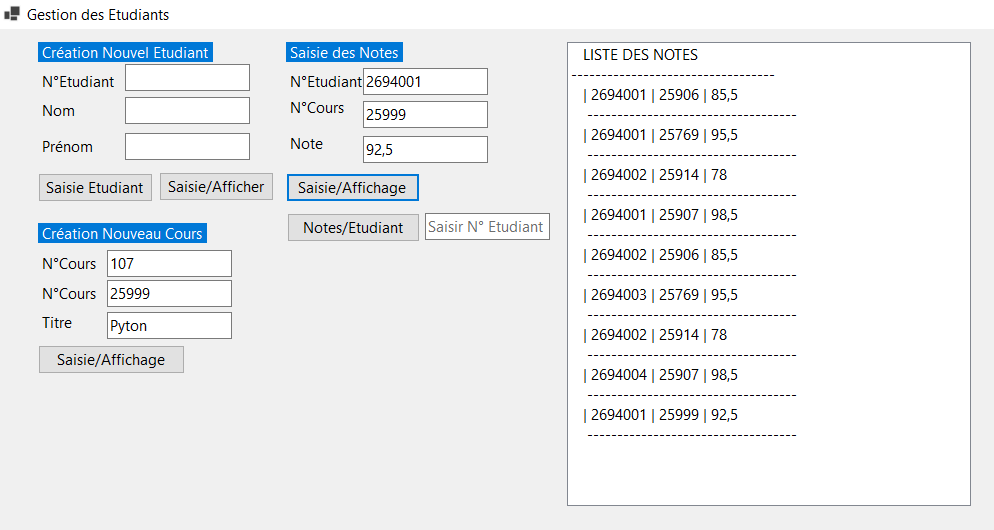 Gestion des Etudiants
Création Nouvel Etudiant
N°Etudiant
Nom
Prénom
Saisie Etudiant
Saisie/Afficher
Création Nouveau Cours
N°Cours 107
N°Cours 25999
Titre Pyton
Saisie/Affichage
Saisie des Notes
N°Etudiant 2694001
N°Cours 25999
Note 92,5
Saisie/Affichage
Notes/Etudiant
Saisir N° Etudiant
LISTE DES NOTES
-----------------------------------
| 2694001 | 25906 | 85,5
-----------------------------------
| 2694001 | 25769 | 95,5
-----------------------------------
| 2694002 | 25914 | 78
-----------------------------------
| 2694001 | 25907 | 98,5
-----------------------------------
| 2694002 | 25906 | 85,5
-----------------------------------
| 2694003 | 25769 | 95,5
-----------------------------------
| 2694002 | 25914 | 78
-----------------------------------
| 2694004 | 25907 | 98,5
-----------------------------------
| 2694001 | 25999 | 92,5
-----------------------------------